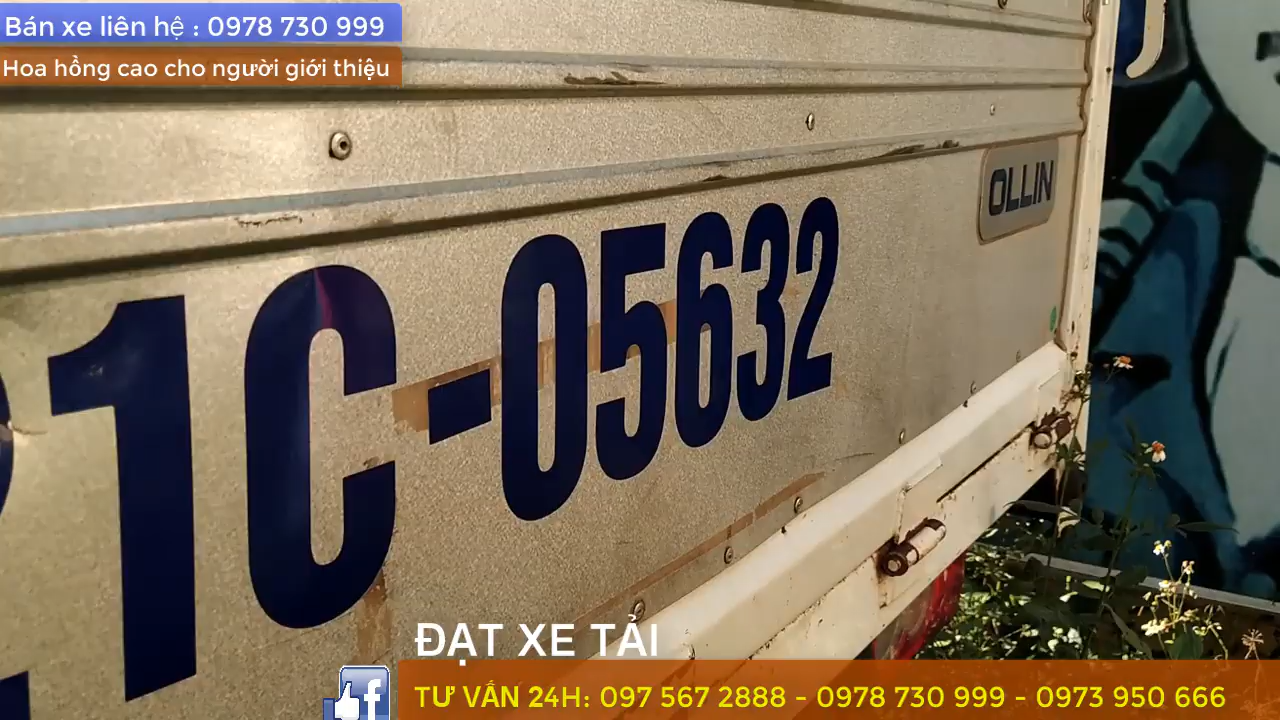 Bán xe liên hệ : 0978 730 999
Hoa hồng cao cho người giới thiệu
OLLIN
1C-05632
ĐẠT XE TẢI
f
TƯ VẤN 24H: 097 567 2888 - 0978 730 999 - 0973 950 666